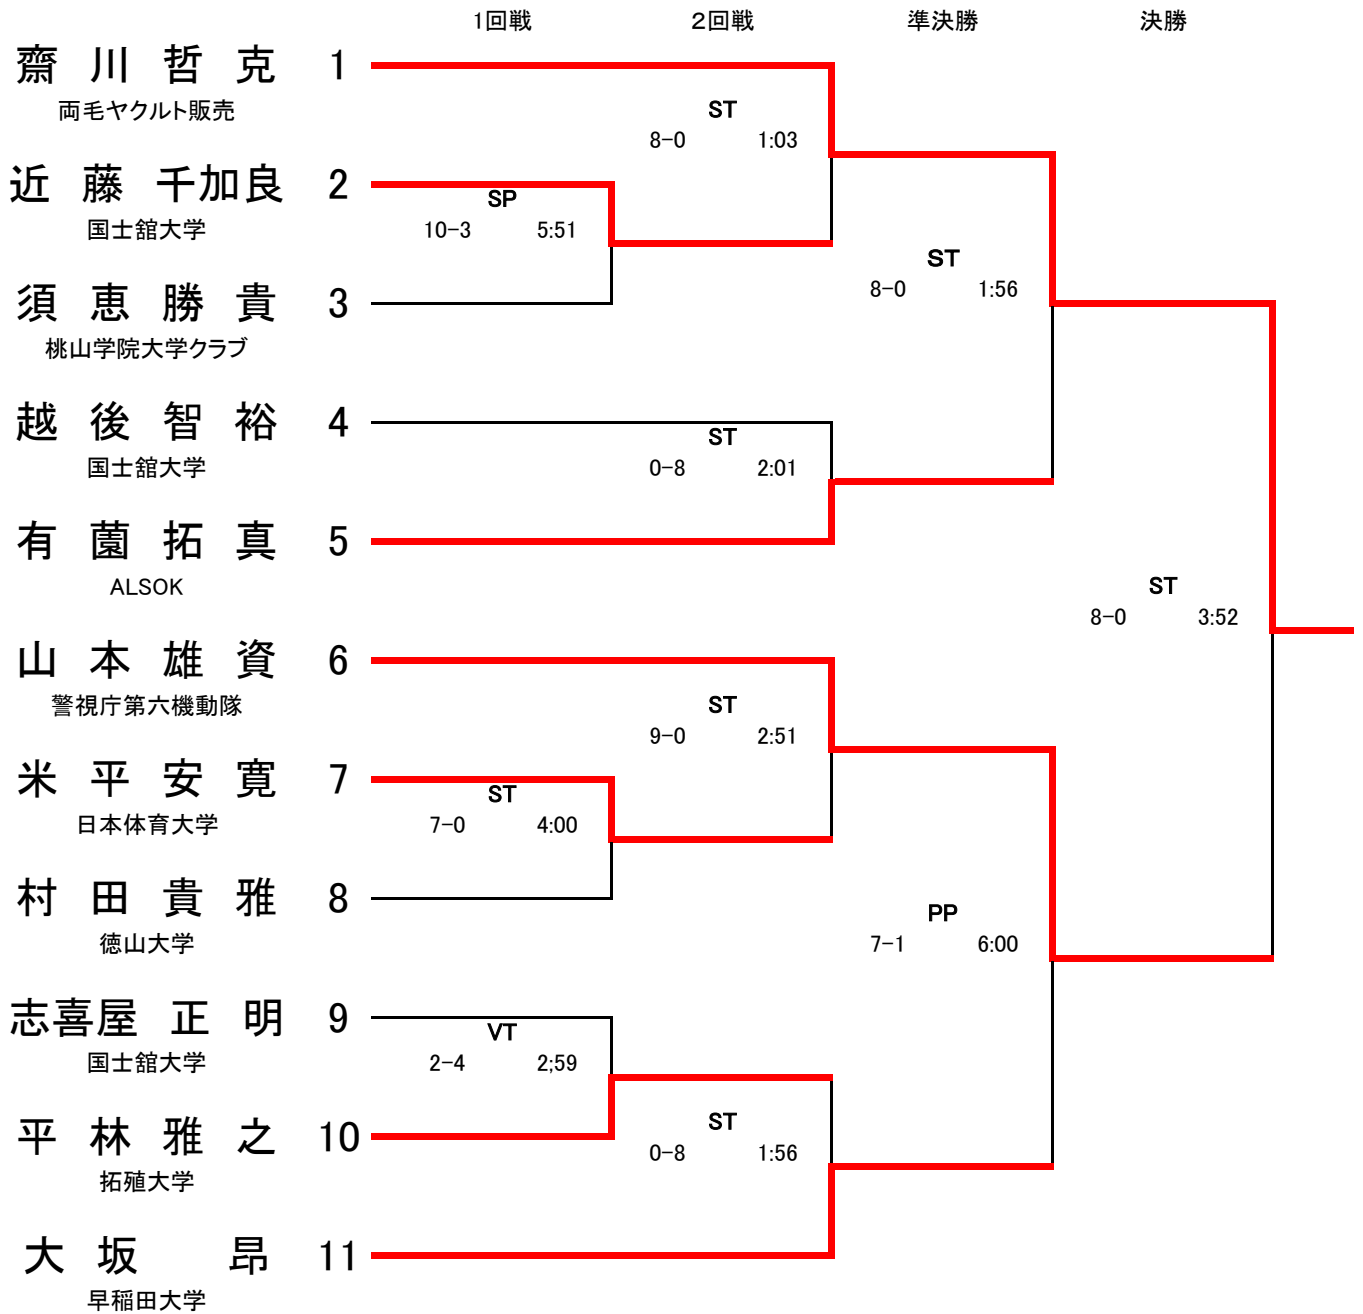 1回戦 2回戦 準決勝 決勝
齋川哲克 1
両毛ヤクルト販売
ST
8-0 1:03
近藤千加良 2
国士舘大学
SP
10-3 5:51
須恵勝貴 3
桃山学院大学クラブ
ST
8-0 1:56
越後智裕 4
国士舘大学
ST
0-8 2:01
有薗拓真 5
ALSOK
ST
8-0 3:52
山本雄資 6
警視庁第六機動隊
ST
9-0 2:51
米平安寛 7
日本体育大学
ST
7-0 4:00
村田貴雅 8
徳山大学
PP
7-1 6:00
志喜屋正明 9
国士舘大学
VT
2-4 2;59
平林雅之 10
拓殖大学
ST
0-8 1:56
大坂昂 11
早稲田大学